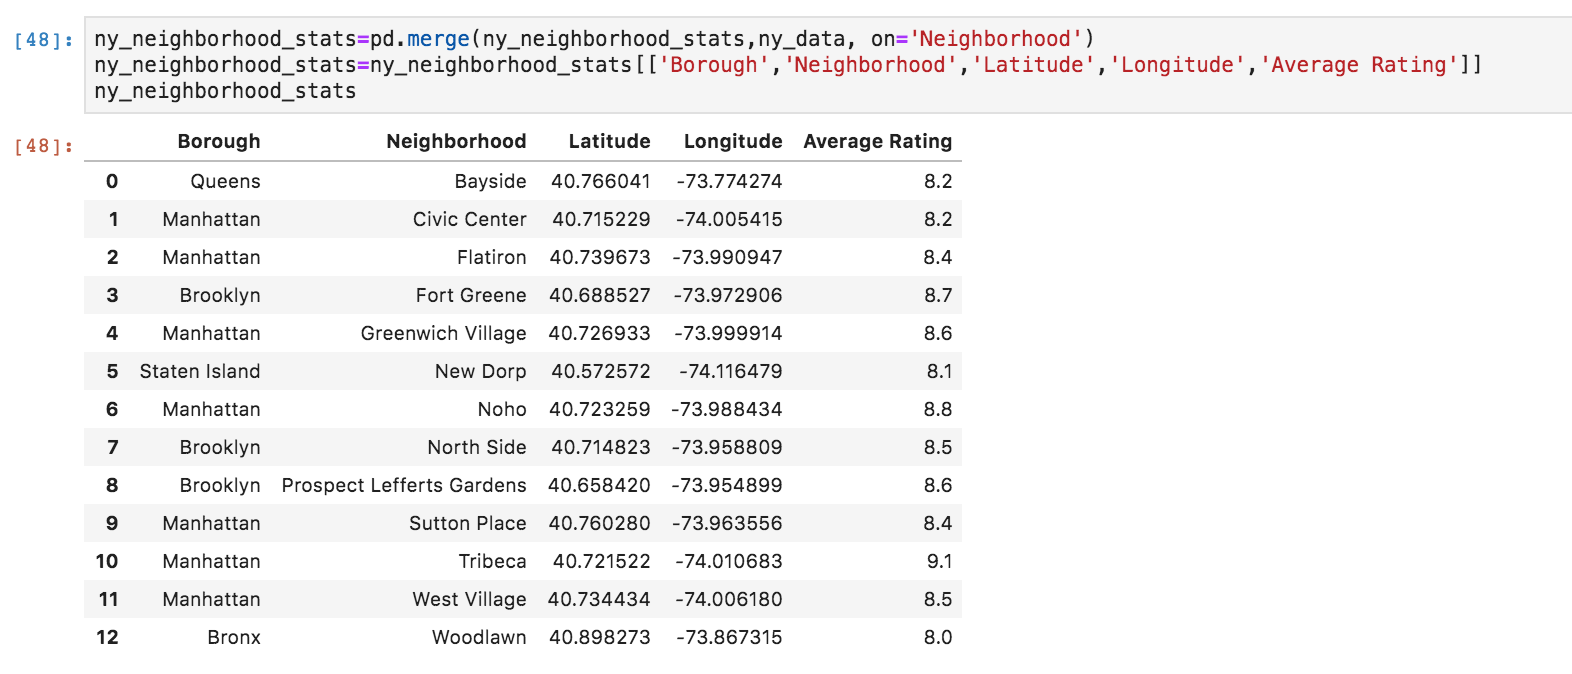 [48]: ny_neighborhood_stats=pd.merge(ny_neighborhood_stats,ny_data, on='Neighborhood')
ny_neighborhood_stats=ny_neighborhood_stats[['Borough','Neighborhood','Latitude','Longitude','Average Rating']]
ny_neighborhood_stats
[48]: Borough Neighborhood Latitude Longitude Average Rating
0 Queens Bayside 40.766041 -73.774274 8.2
1 Manhattan Civic Center 40.715229 -74.005415 8.2
2 Manhattan Flatiron 40.739673 -73.990947 8.4
3 Brooklyn Fort Greene 40.688527 -73.972906 8.7
4 Manhattan Greenwich Village 40.726933 -73.999914 8.6
5 Staten Island New Dorp 40.572572 -74.116479 8.1
6 Manhattan Noho 40.723259 -73.988434 8.8
7 Brooklyn North Side 40.714823 -73.958809 8.5
8 Brooklyn Prospect Lefferts Gardens 40.658420 -73.954899 8.6
9 Manhattan Sutton Place 40.760280 -73.963556 8.4
10 Manhattan Tribeca 40.721522 -74.010683 9.1
11 Manhattan West Village 40.734434 -74.006180 8.5
12 Bronx Woodlawn 40.898273 -73.867315 8.0